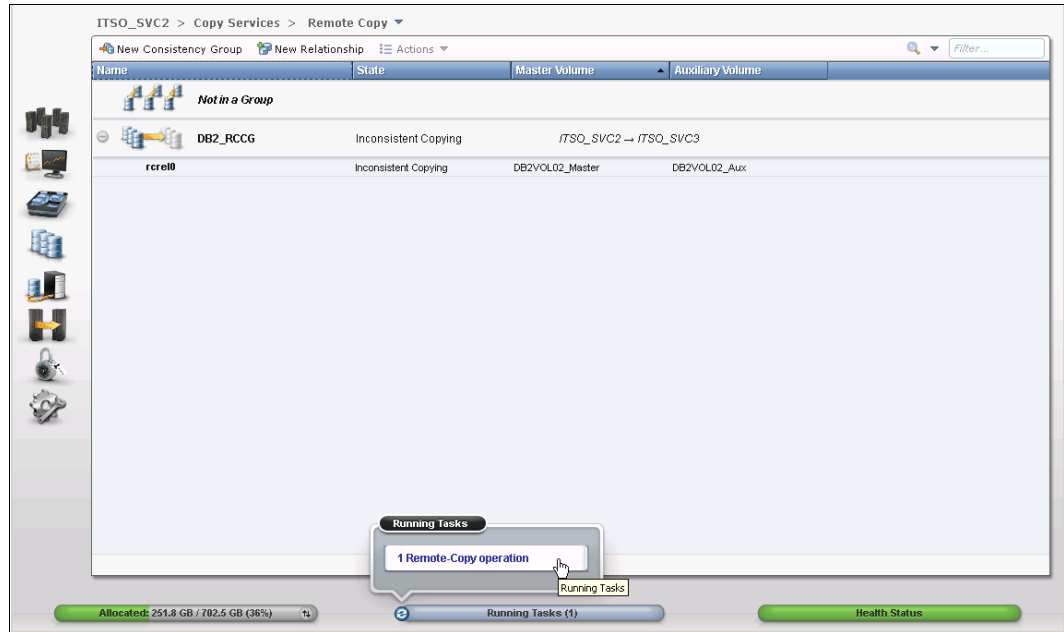 ITSO_SVC2 > Copy Services > Remote Copy
New Consistency Group New Relationship Actions Filter...
Name State Master Volume Auxiliary Volume
Not in a Group
DB2_RCCG Inconsistent Copying ITSO_SVC2 → ITSO_SVC3
rcrel0 Inconsistent Copying DB2VOL02_Master DB2VOL02_Aux
Running Tasks
1 Remote-Copy operation
Running Tasks
Allocated: 251.8 GB / 702.5 GB (36%) Running Tasks (1) Health Status